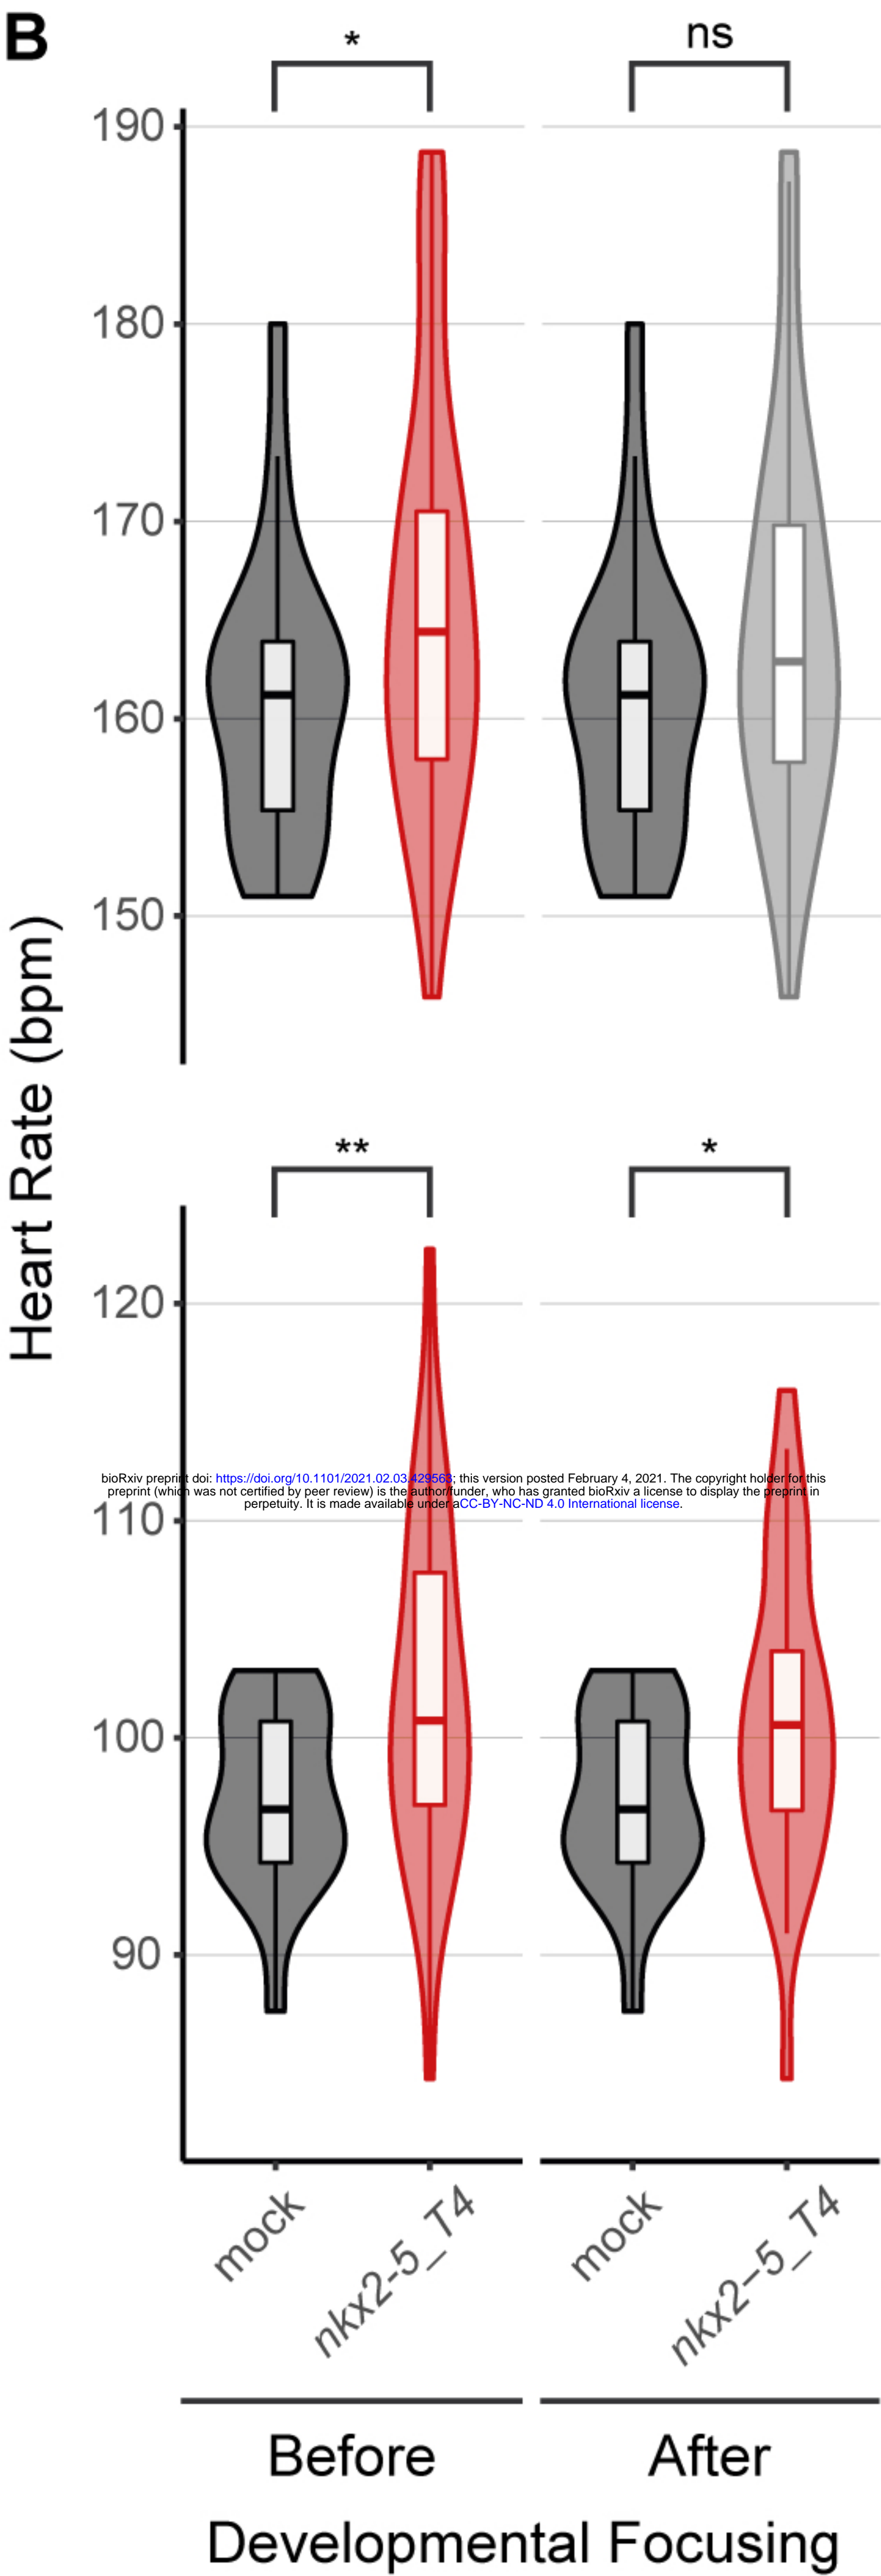 B
* ns
190
180
170
160
150
Heart Rate (bpm)
** *
120
110
100
90
bioRxiv preprint doi: https://doi.org/10.1101/2021.02.03.429563; this version posted February 4, 2021. The copyright holder for this
preprint (which was not certified by peer review) is the author/funder, who has granted bioRxiv a license to display the preprint in
perpetuity. It is made available under aCC-BY-NC-ND 4.0 International license.
mock nkx2-5_T4 mock nkx2−5_T4
Before After
Developmental Focusing